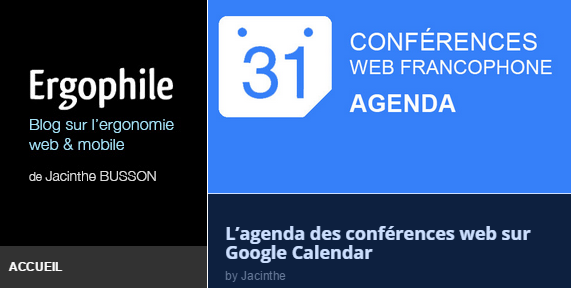 Ergophile
Blog sur l'ergonomie
web & mobile
de Jacinthe BUSSON
ACCUEIL
31
CONFÉRENCES
WEB FRANCOPHONE
AGENDA
L'agenda des conférences web sur
Google Calendar
by Jacinthe